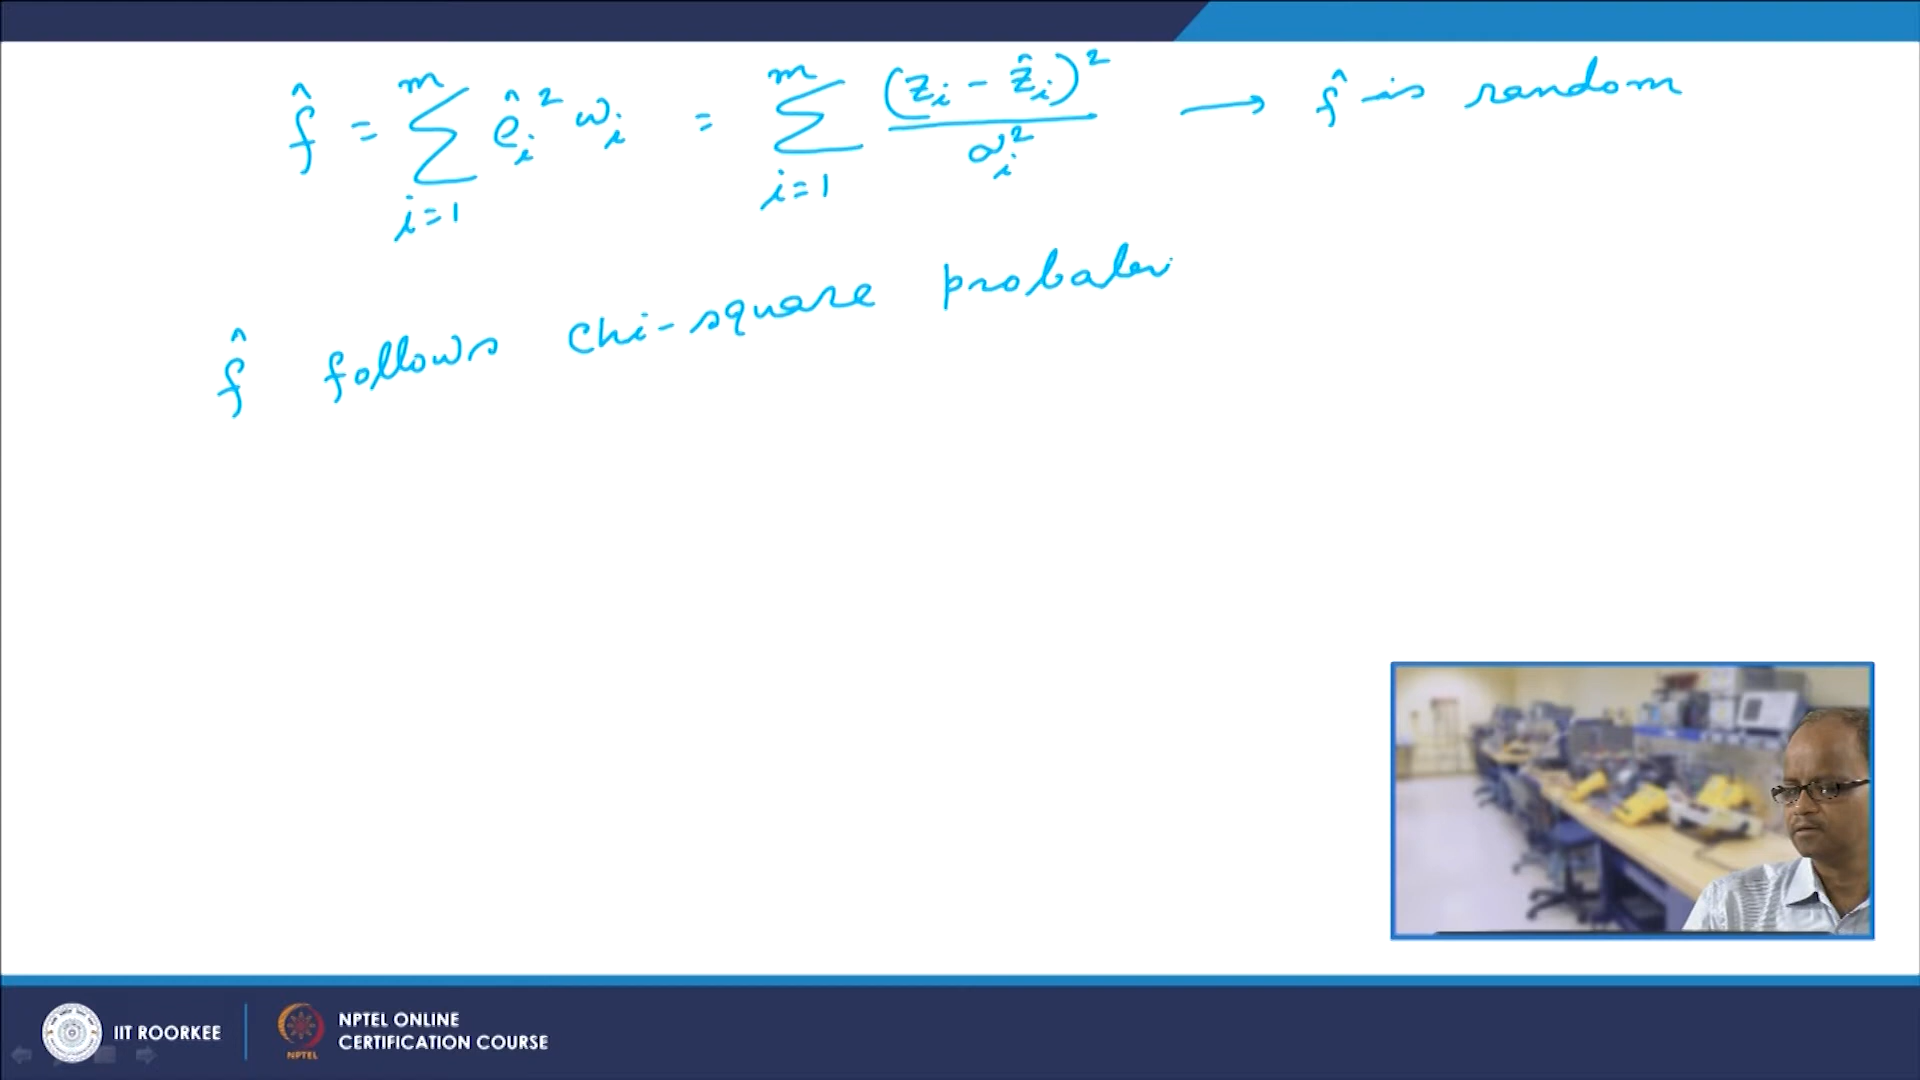 f̂ = Σ_{i=1}^{m} ê_i² w_i = Σ_{i=1}^{m} (z_i - ẑ_i)² / σ_i² → f̂ is random
f̂ follows chi-square probabi
IIT ROORKEE
NPTEL
NPTEL ONLINE
CERTIFICATION COURSE